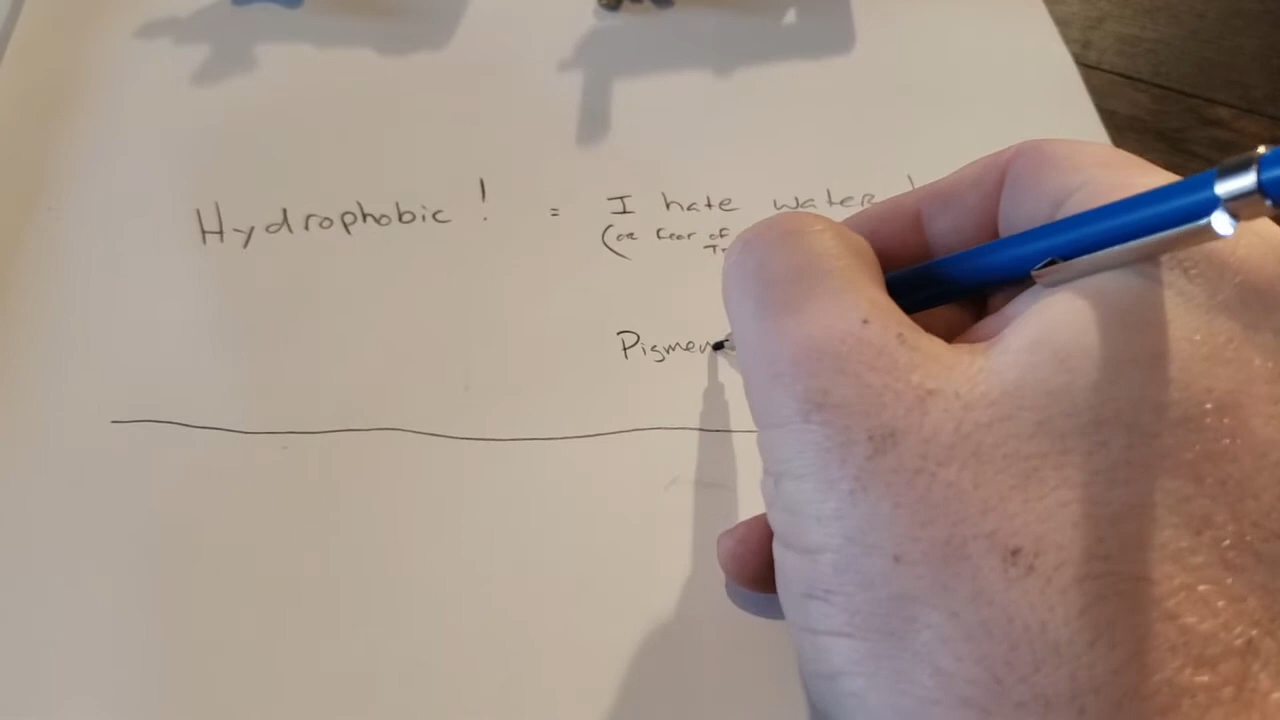 Hydrophobic ! = I hate water!
(or fear of
Pigmen